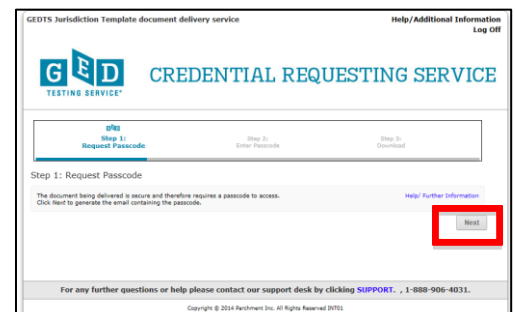 GEDTS Jurisdiction Template document delivery service
Help/Additional Information
Log Off
GED
TESTING SERVICE®
CREDENTIAL REQUESTING SERVICE
Step 1:
Request Passcode
Step 2:
Enter Passcode
Step 3:
Download
Step 1: Request Passcode
The document being delivered is secure and therefore requires a passcode to access.
Click Next to generate the email containing the passcode.
Help/ Further Information
Next
For any further questions or help please contact our support desk by clicking SUPPORT. , 1-888-906-4031.
Copyright © 2014 Parchment Inc. All Rights Reserved INT01